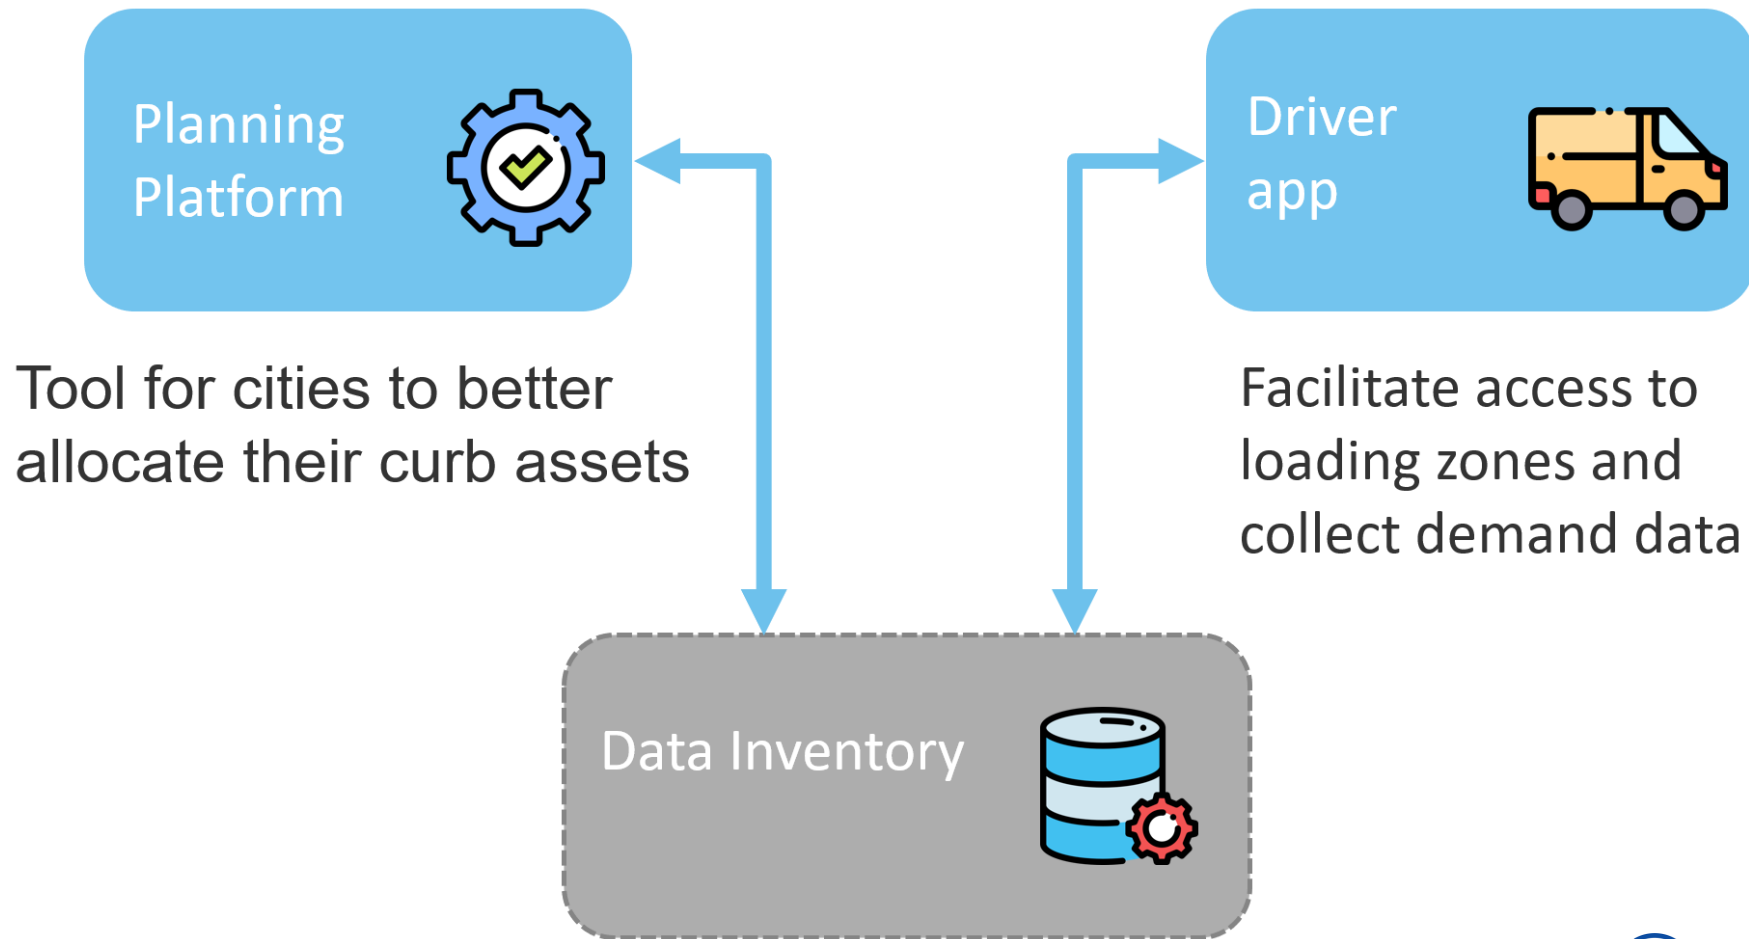 Planning
Platform
Driver
app
Tool for cities to better
allocate their curb assets
Facilitate access to
loading zones and
collect demand data
Data Inventory